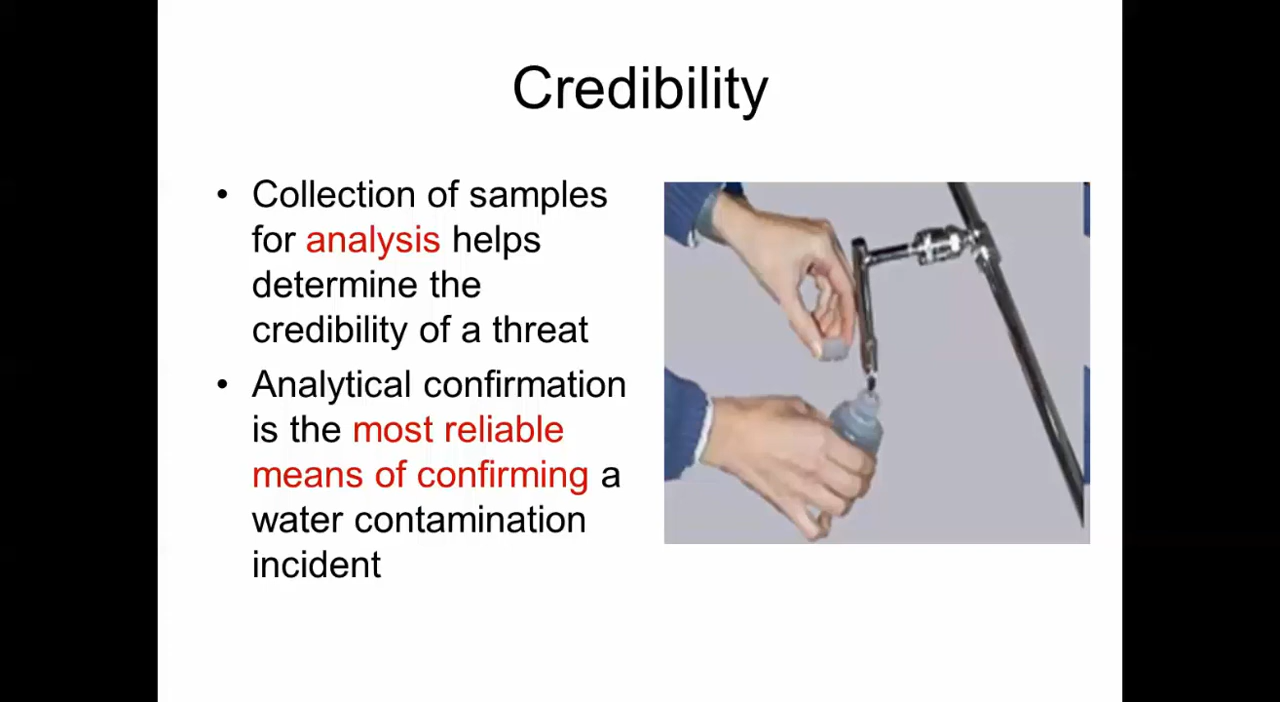 Credibility
• Collection of samples
for analysis helps
determine the
credibility of a threat
• Analytical confirmation
is the most reliable
means of confirming a
water contamination
incident